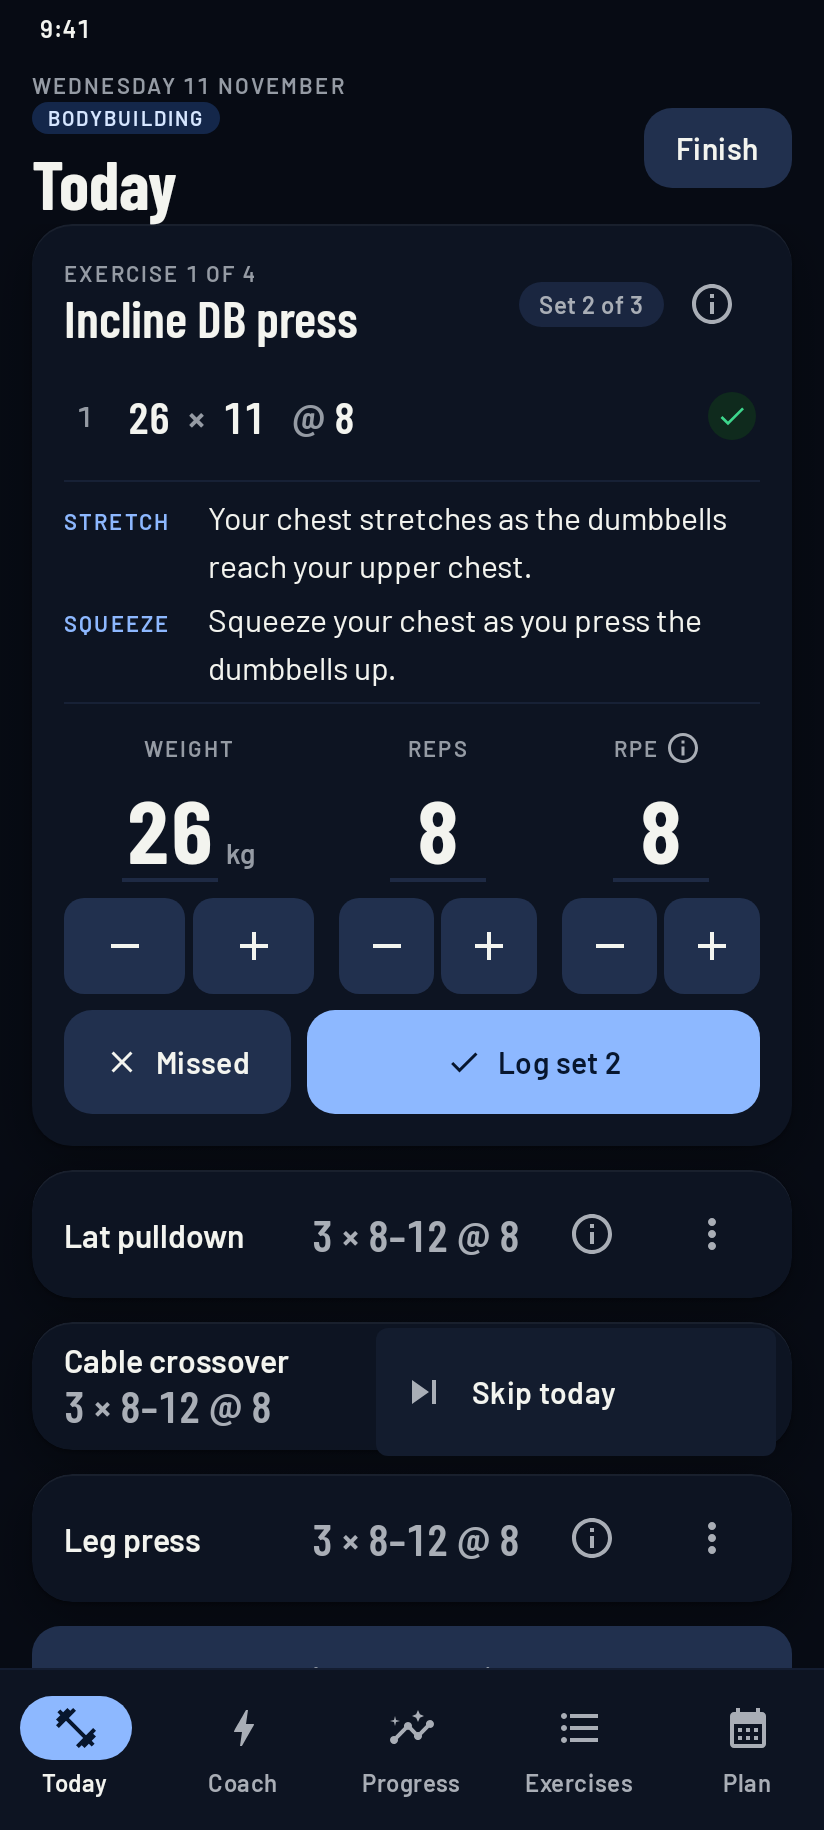 9:41
WEDNESDAY 11 NOVEMBER
BODYBUILDING
Today
Finish
EXERCISE 1 OF 4
Incline DB press
Set 2 of 3
1 26 × 11 @ 8
STRETCH Your chest stretches as the dumbbells
reach your upper chest.
SQUEEZE Squeeze your chest as you press the
dumbbells up.
WEIGHT REPS RPE
26 kg 8 8
Missed Log set 2
Lat pulldown 3 × 8–12 @ 8
Cable crossover
3 × 8–12 @ 8
Skip today
Leg press 3 × 8–12 @ 8
Today Coach Progress Exercises Plan